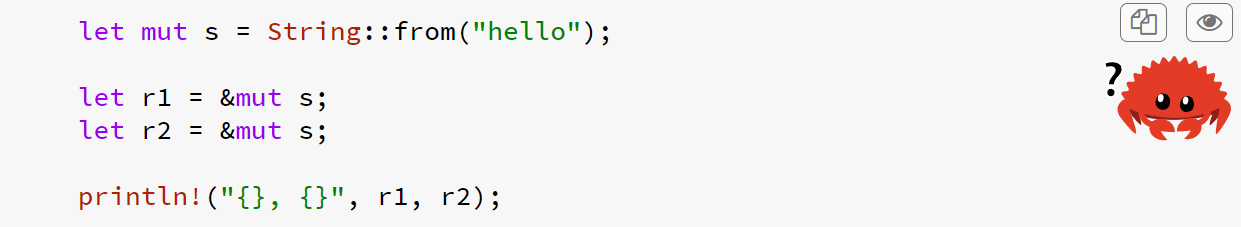 let mut s = String::from("hello");
let r1 = &mut s;
let r2 = &mut s;
println!("{}, {}", r1, r2);
?